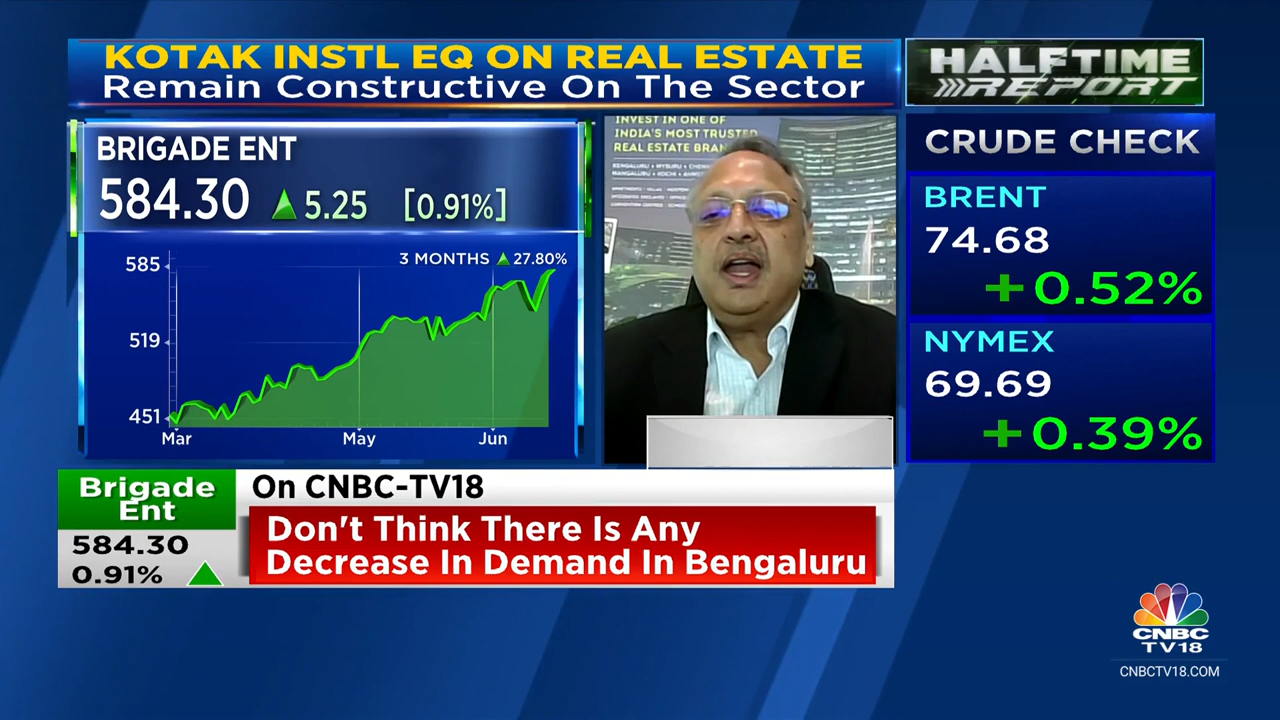 KOTAK INSTL EQ ON REAL ESTATE
Remain Constructive On The Sector
HALFTIME
REPORT
BRIGADE ENT
584.30 ▲ 5.25 [0.91%]
3 MONTHS ▲ 27.80%
585
519
451
Mar May Jun
INVEST IN ONE OF
INDIA'S MOST TRUSTED
REAL ESTATE
CRUDE CHECK
BRENT
74.68
+0.52%
NYMEX
69.69
+0.39%
Brigade
Ent
584.30
0.91% ▲
On CNBC-TV18
Don't Think There Is Any
Decrease In Demand In Bengaluru
CNBC
TV18
CNBCTV18.COM